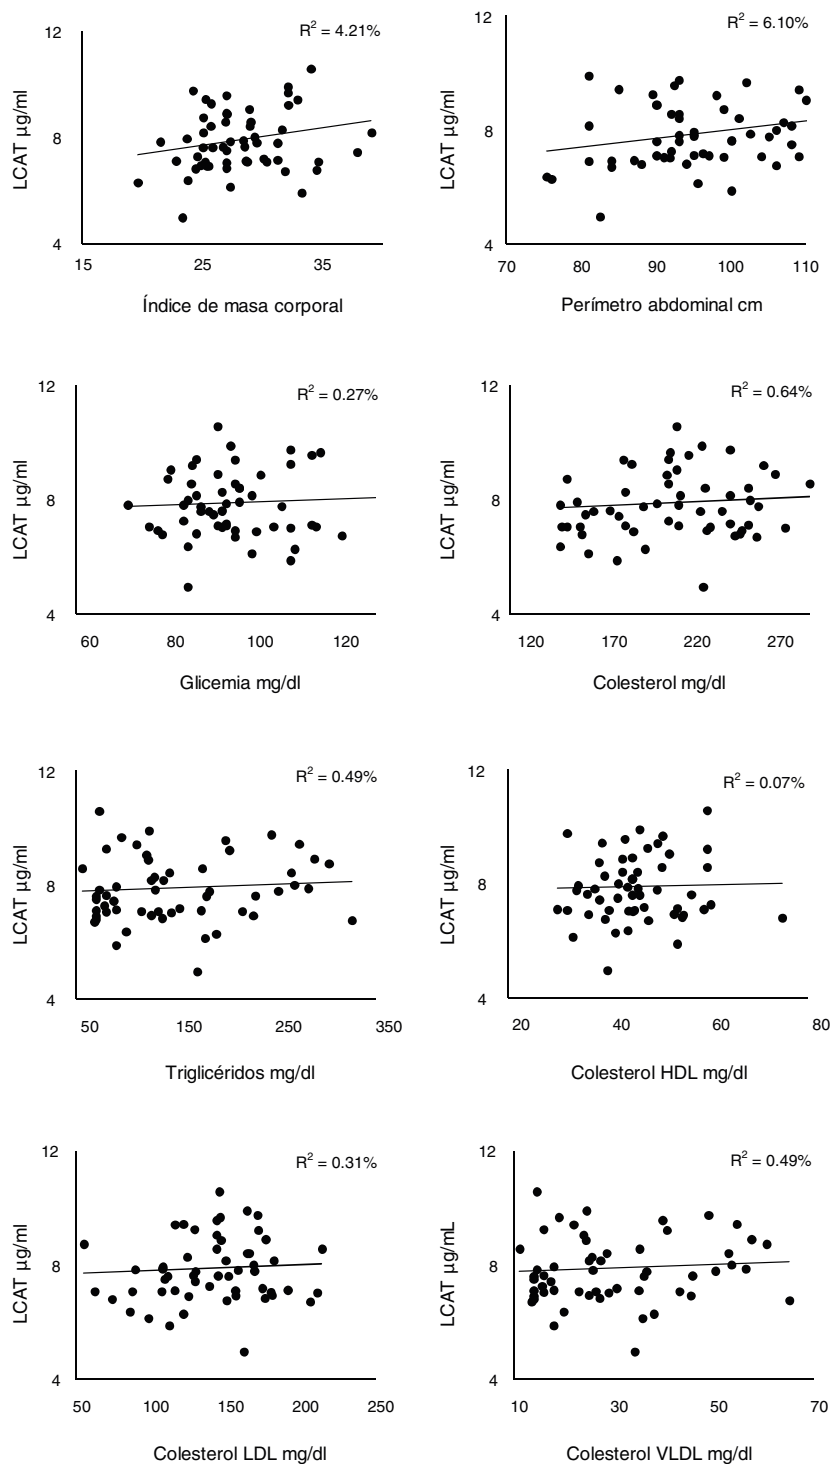 R² = 4.21%
12
LCAT µg/ml
8
4
15 25 35
Índice de masa corporal
R² = 6.10%
12
LCAT µg/ml
8
4
70 80 90 100 110
Perímetro abdominal cm
R² = 0.27%
12
LCAT µg/ml
8
4
60 80 100 120
Glicemia mg/dl
R² = 0.64%
12
LCAT µg/ml
8
4
120 170 220 270
Colesterol mg/dl
R² = 0.49%
12
LCAT µg/ml
8
4
50 150 250 350
Triglicéridos mg/dl
R² = 0.07%
12
LCAT µg/ml
8
4
20 40 60 80
Colesterol HDL mg/dl
R² = 0.31%
12
LCAT µg/ml
8
4
50 100 150 200 250
Colesterol LDL mg/dl
R² = 0.49%
12
LCAT µg/mL
8
4
10 30 50 70
Colesterol VLDL mg/dl